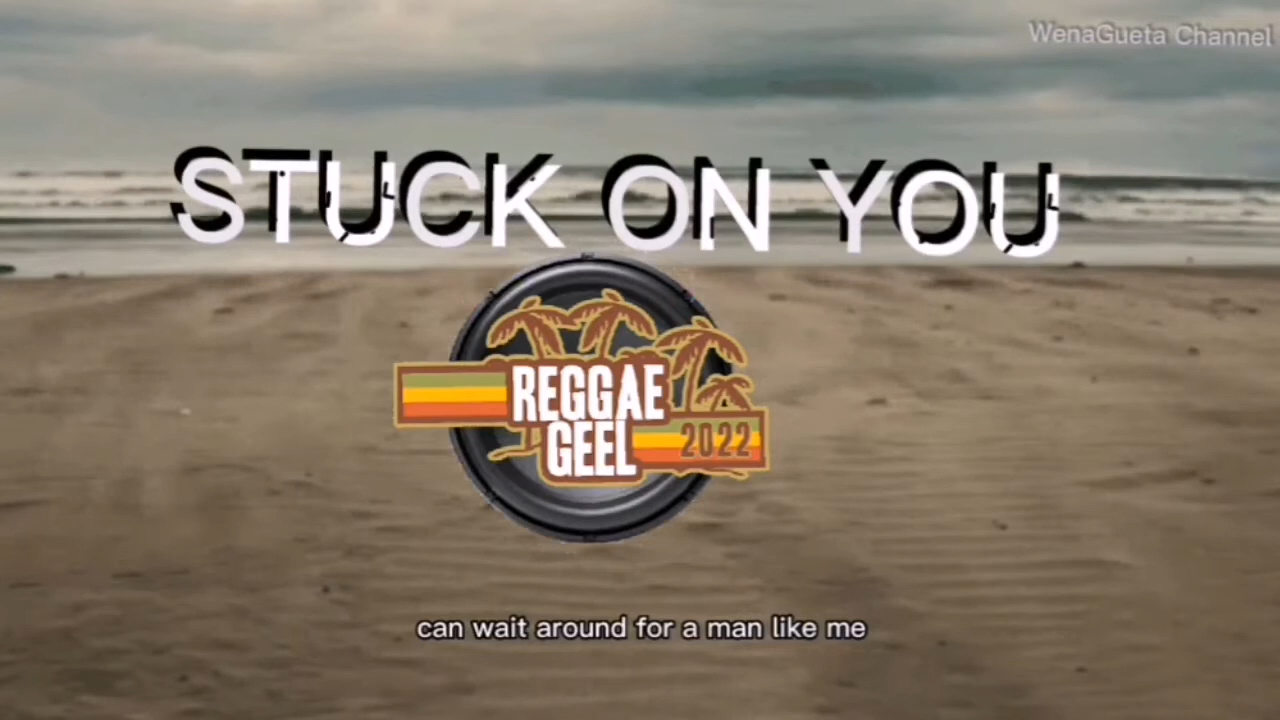 WenaGueta Channel
STUCK ON YOU
REGGAE
GEEL
2022
can wait around for a man like me